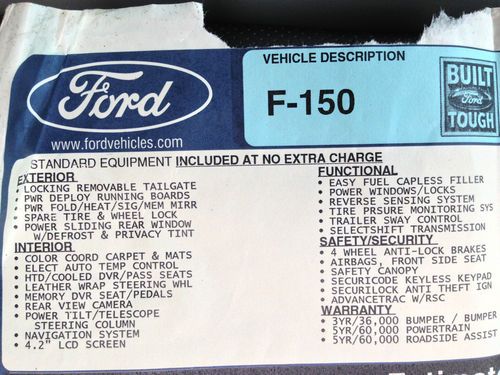 Ford
www.fordvehicles.com
VEHICLE DESCRIPTION
F-150
BUILT
Ford
TOUGH
STANDARD EQUIPMENT INCLUDED AT NO EXTRA CHARGE
EXTERIOR
• LOCKING REMOVABLE TAILGATE
• PWR DEPLOY RUNNING BOARDS
• PWR FOLD/HEAT/SIG/MEM MIRR
• SPARE TIRE & WHEEL LOCK
• POWER SLIDING REAR WINDOW
W/DEFROST & PRIVACY TINT
INTERIOR
• COLOR COORD CARPET & MATS
• ELECT AUTO TEMP CONTROL
• HTD/COOLED DVR/PASS SEATS
• LEATHER WRAP STEERING WHL
• MEMORY DVR SEAT/PEDALS
• REAR VIEW CAMERA
• POWER TILT/TELESCOPE
STEERING COLUMN
• NAVIGATION SYSTEM
• 4.2" LCD SCREEN
FUNCTIONAL
• EASY FUEL CAPLESS FILLER
• POWER WINDOWS/LOCKS
• REVERSE SENSING SYSTEM
• TIRE PRSURE MONITORING SYS
• TRAILER SWAY CONTROL
• SELECTSHIFT TRANSMISSION
SAFETY/SECURITY
• 4 WHEEL ANTI-LOCK BRAKES
• AIRBAGS, FRONT SIDE SEAT
• SAFETY CANOPY
• SECURICODE KEYLESS KEYPAD
• SECURILOCK ANTI THEFT IGN
• ADVANCETRAC W/RSC
WARRANTY
• 3YR/36,000 BUMPER / BUMPER
• 5YR/60,000 POWERTRAIN
• 5YR/60,000 ROADSIDE ASSIST